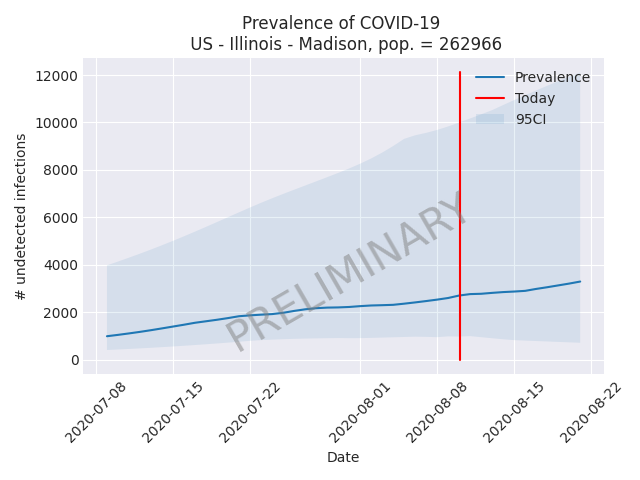 Prevalence of COVID-19
US - Illinois - Madison, pop. = 262966
12000
10000
8000
6000
4000
2000
0
# undetected infections
Prevalence
Today
95CI
PRELIMINARY
2020-07-08
2020-07-15
2020-07-22
2020-08-01
2020-08-08
2020-08-15
2020-08-22
Date